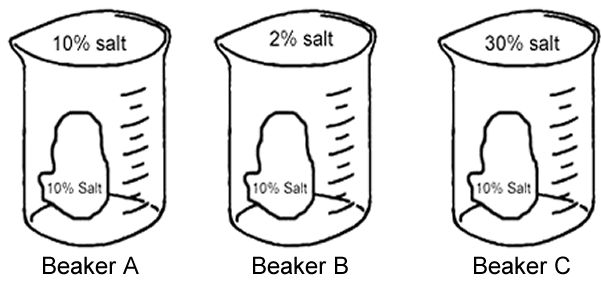 10% salt
2% salt
30% salt
10% Salt
10% Salt
10% Salt
Beaker A
Beaker B
Beaker C